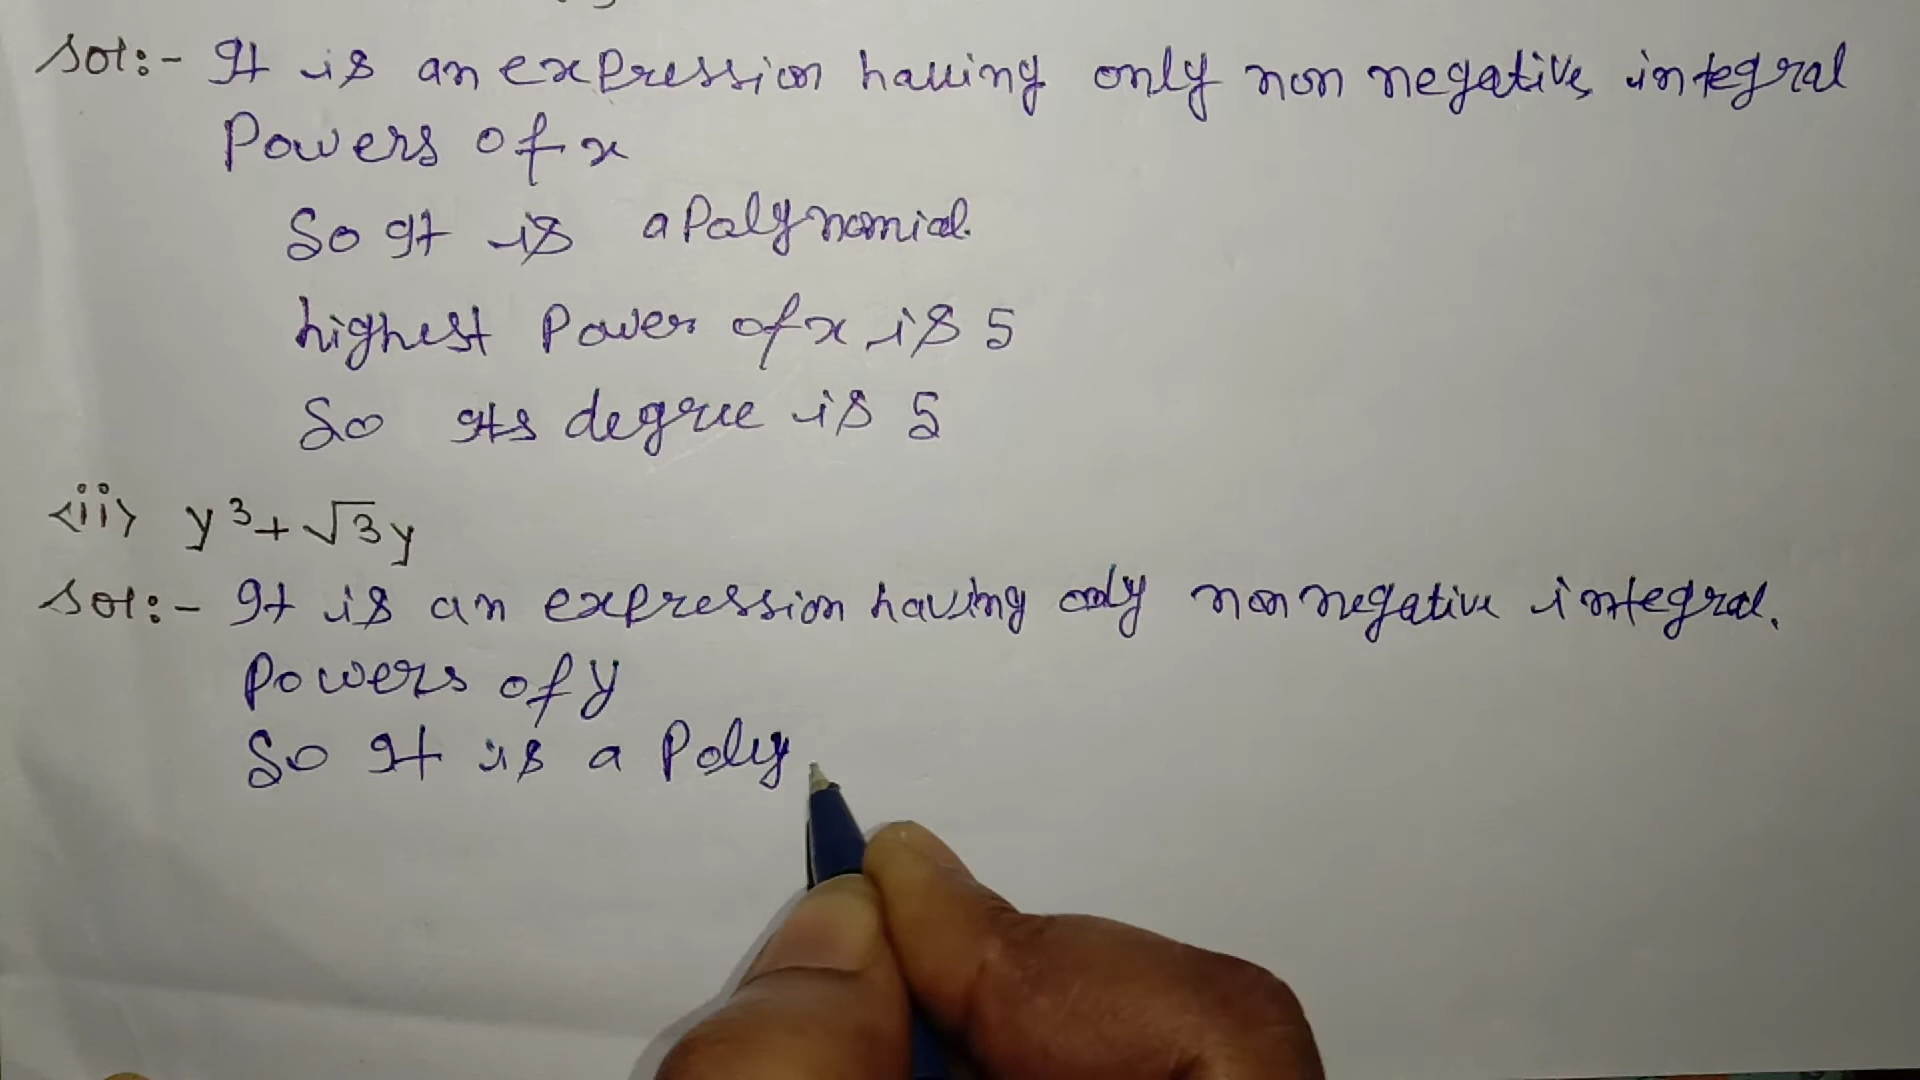 Sol:- It is an expression having only non negative integral
Powers of x
So It is a Polynomial.
highest Power of x is 5
So Its degree is 5
<ii> y³+√3y
Sol:- It is an expression having only non negative integral.
Powers of y
So It is a Poly